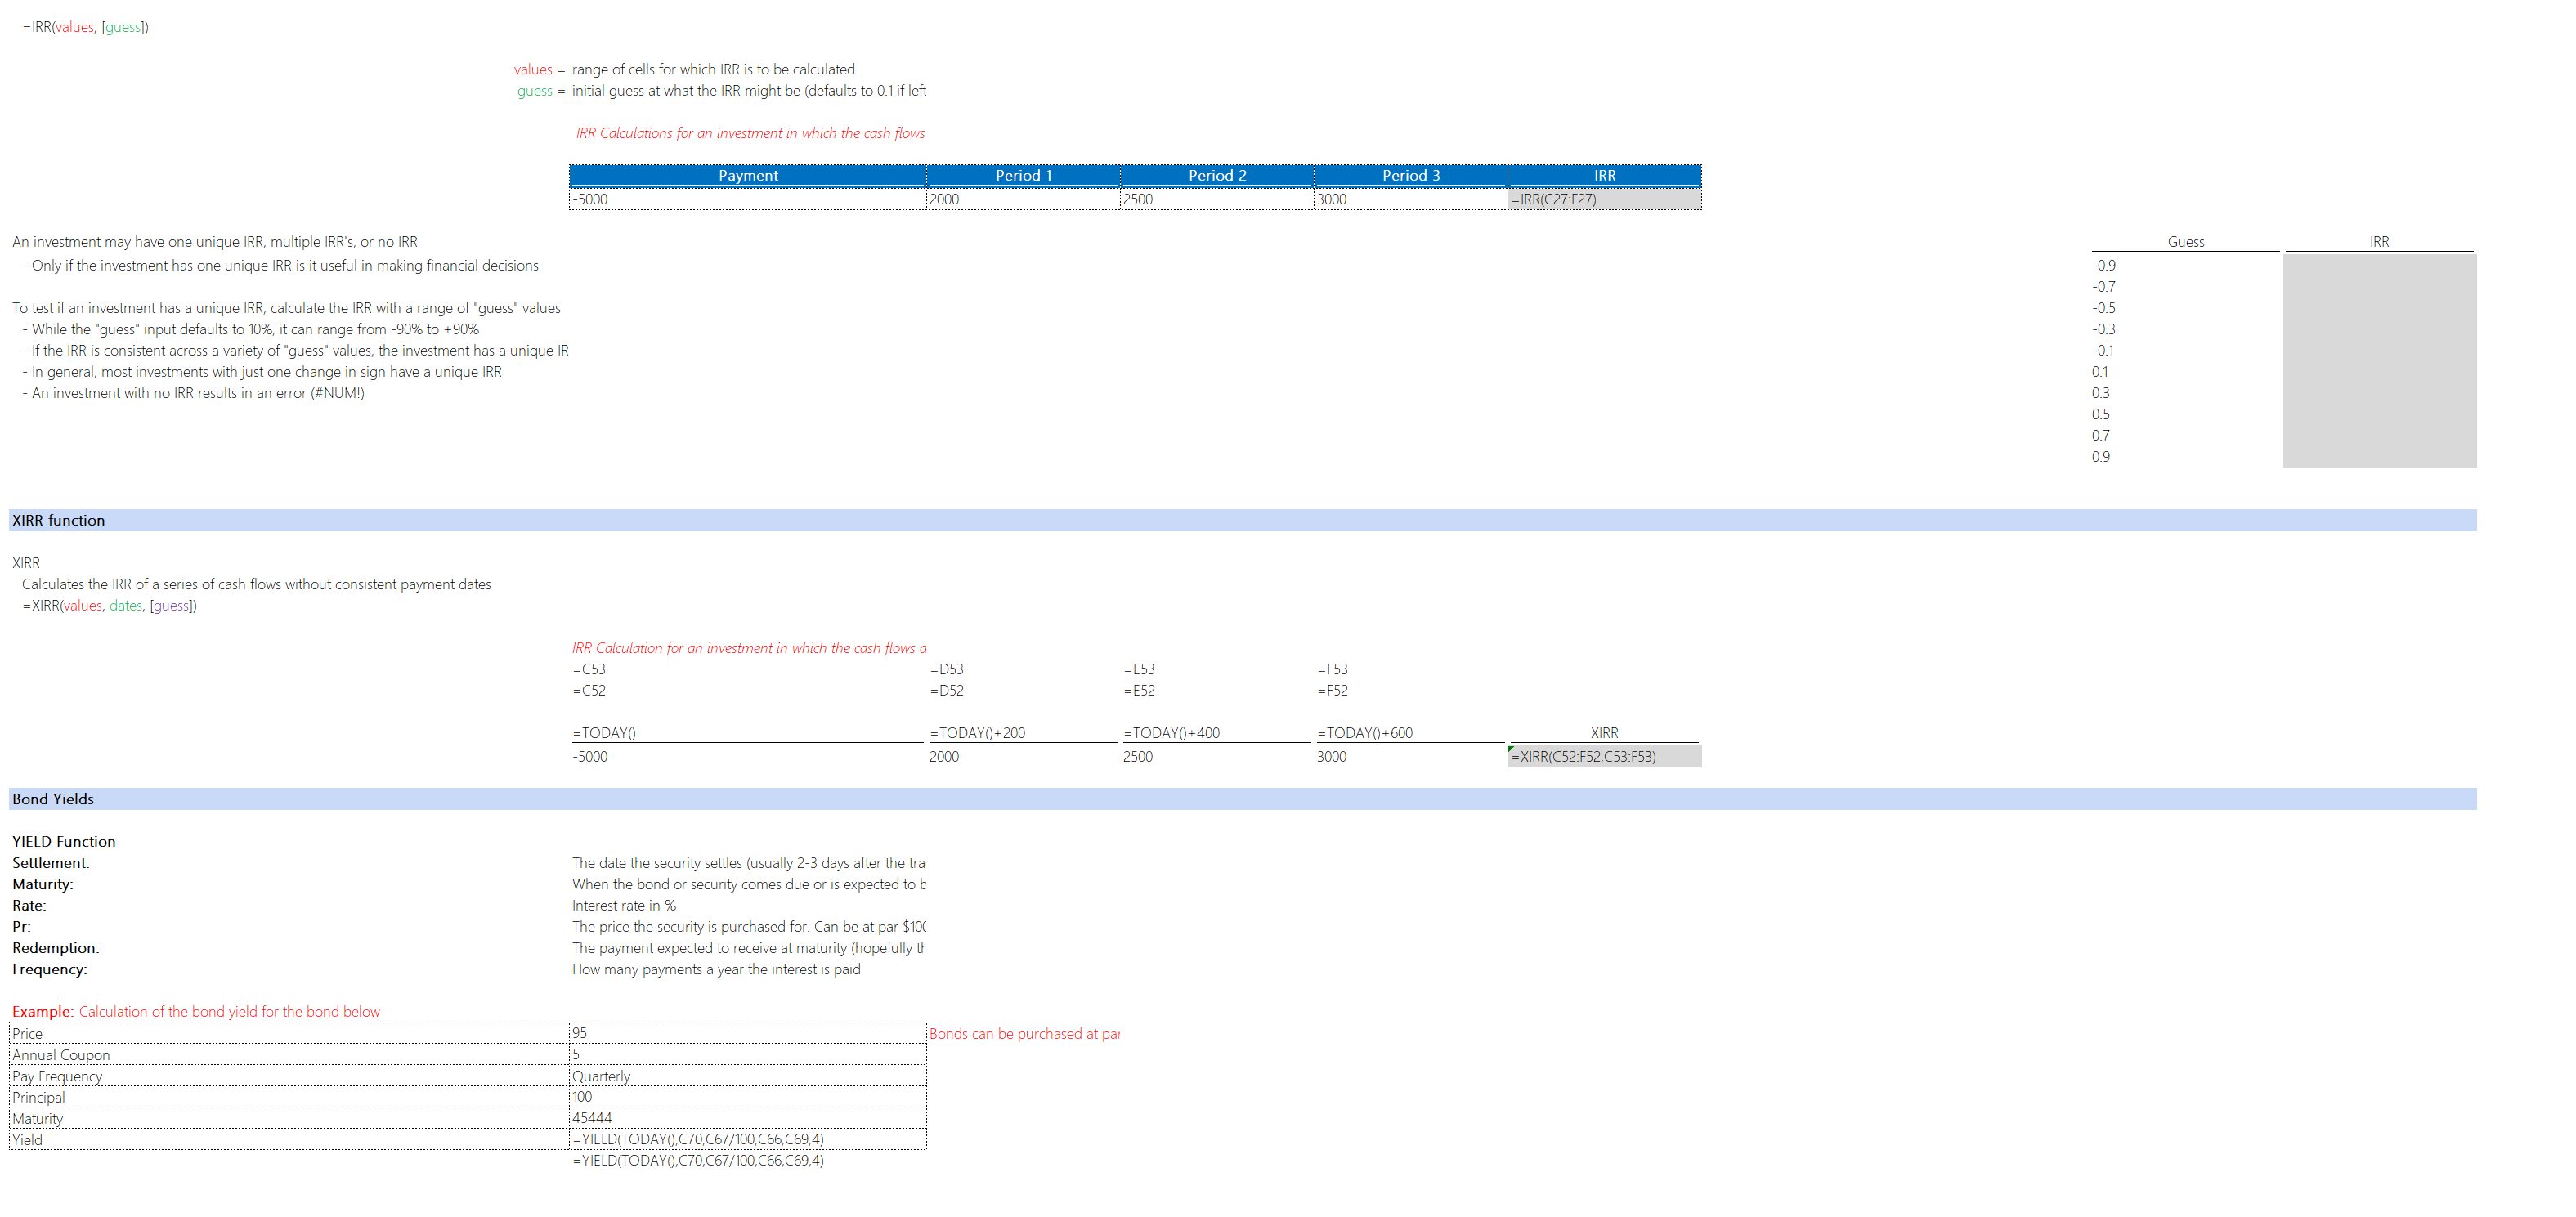 =IRR(values, [guess])
values = range of cells for which IRR is to be calculated
guess = initial guess at what the IRR might be (defaults to 0.1 if left
IRR Calculations for an investment in which the cash flows
Payment Period 1 Period 2 Period 3 IRR
-5000 2000 2500 3000 =IRR(C27:F27)
An investment may have one unique IRR, multiple IRR's, or no IRR Guess IRR
- Only if the investment has one unique IRR is it useful in making financial decisions -0.9
-0.7
To test if an investment has a unique IRR, calculate the IRR with a range of "guess" values -0.5
- While the "guess" input defaults to 10%, it can range from -90% to +90% -0.3
- If the IRR is consistent across a variety of "guess" values, the investment has a unique IR -0.1
- In general, most investments with just one change in sign have a unique IRR 0.1
- An investment with no IRR results in an error (#NUM!) 0.3
0.5
0.7
0.9
XIRR function
XIRR
Calculates the IRR of a series of cash flows without consistent payment dates
=XIRR(values, dates, [guess])
IRR Calculation for an investment in which the cash flows a
=C53 =D53 =E53 =F53
=C52 =D52 =E52 =F52
=TODAY() =TODAY()+200 =TODAY()+400 =TODAY()+600 XIRR
-5000 2000 2500 3000 =XIRR(C52:F52,C53:F53)
Bond Yields
YIELD Function
Settlement: The date the security settles (usually 2-3 days after the tra
Maturity: When the bond or security comes due or is expected to b
Rate: Interest rate in %
Pr: The price the security is purchased for. Can be at par $100
Redemption: The payment expected to receive at maturity (hopefully th
Frequency: How many payments a year the interest is paid
Example: Calculation of the bond yield for the bond below
Price 95 Bonds can be purchased at par
Annual Coupon 5
Pay Frequency Quarterly
Principal 100
Maturity 45444
Yield =YIELD(TODAY(),C70,C67/100,C66,C69,4)
=YIELD(TODAY(),C70,C67/100,C66,C69,4)